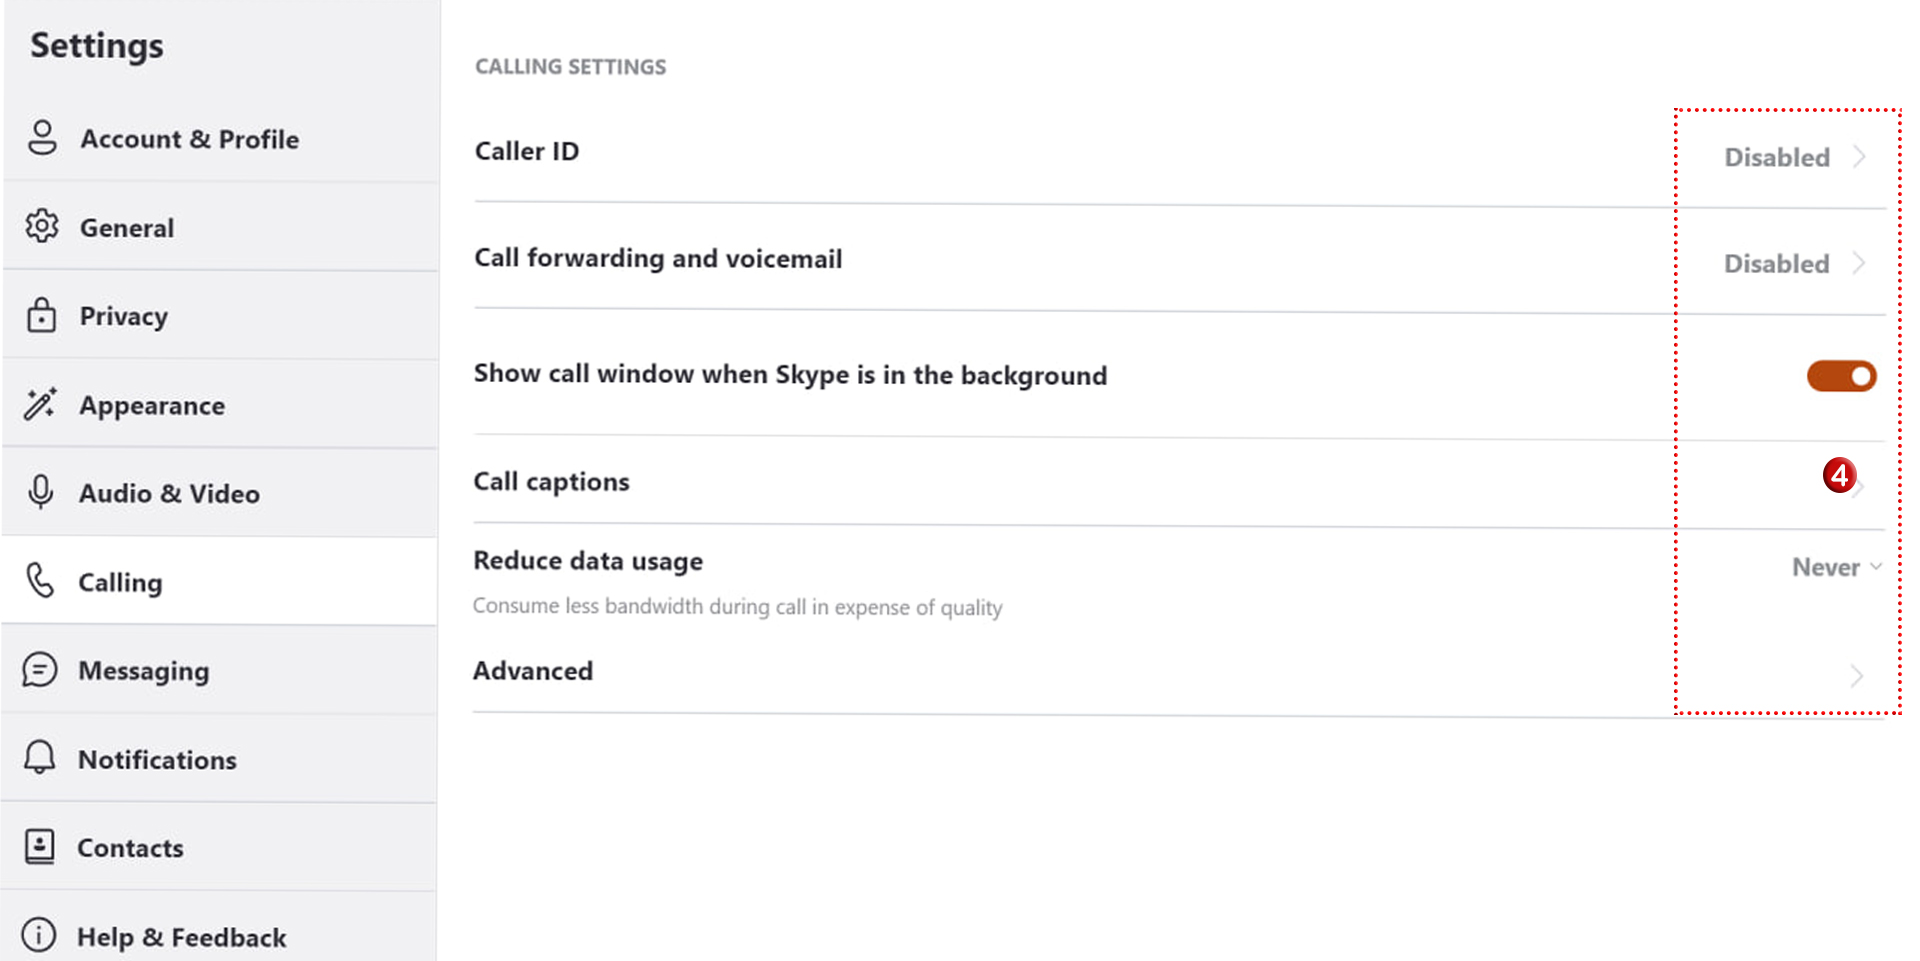 Settings
Account & Profile
General
Privacy
Appearance
Audio & Video
Calling
Messaging
Notifications
Contacts
Help & Feedback
CALLING SETTINGS
Caller ID
Disabled
Call forwarding and voicemail
Disabled
Show call window when Skype is in the background
Call captions
4
Reduce data usage
Never
Consume less bandwidth during call in expense of quality
Advanced